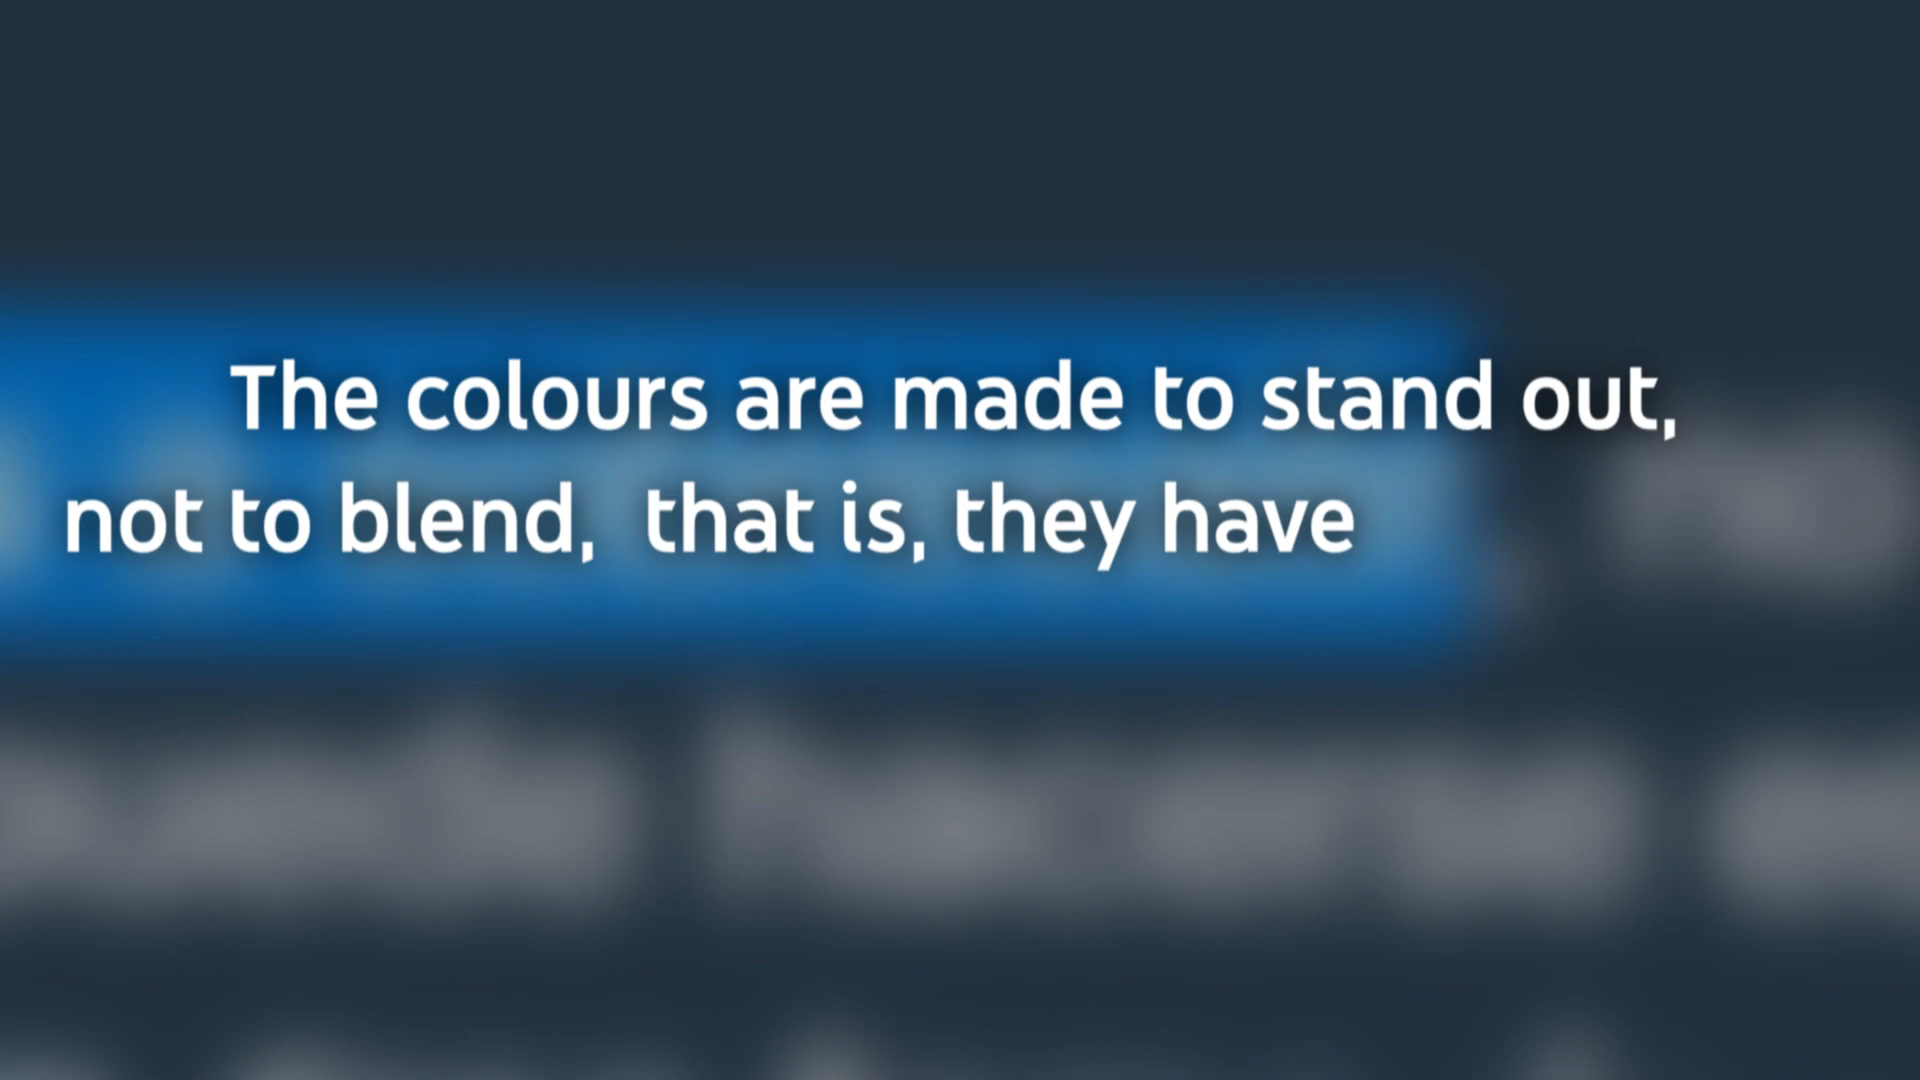 The colours are made to stand out,
not to blend, that is, they have